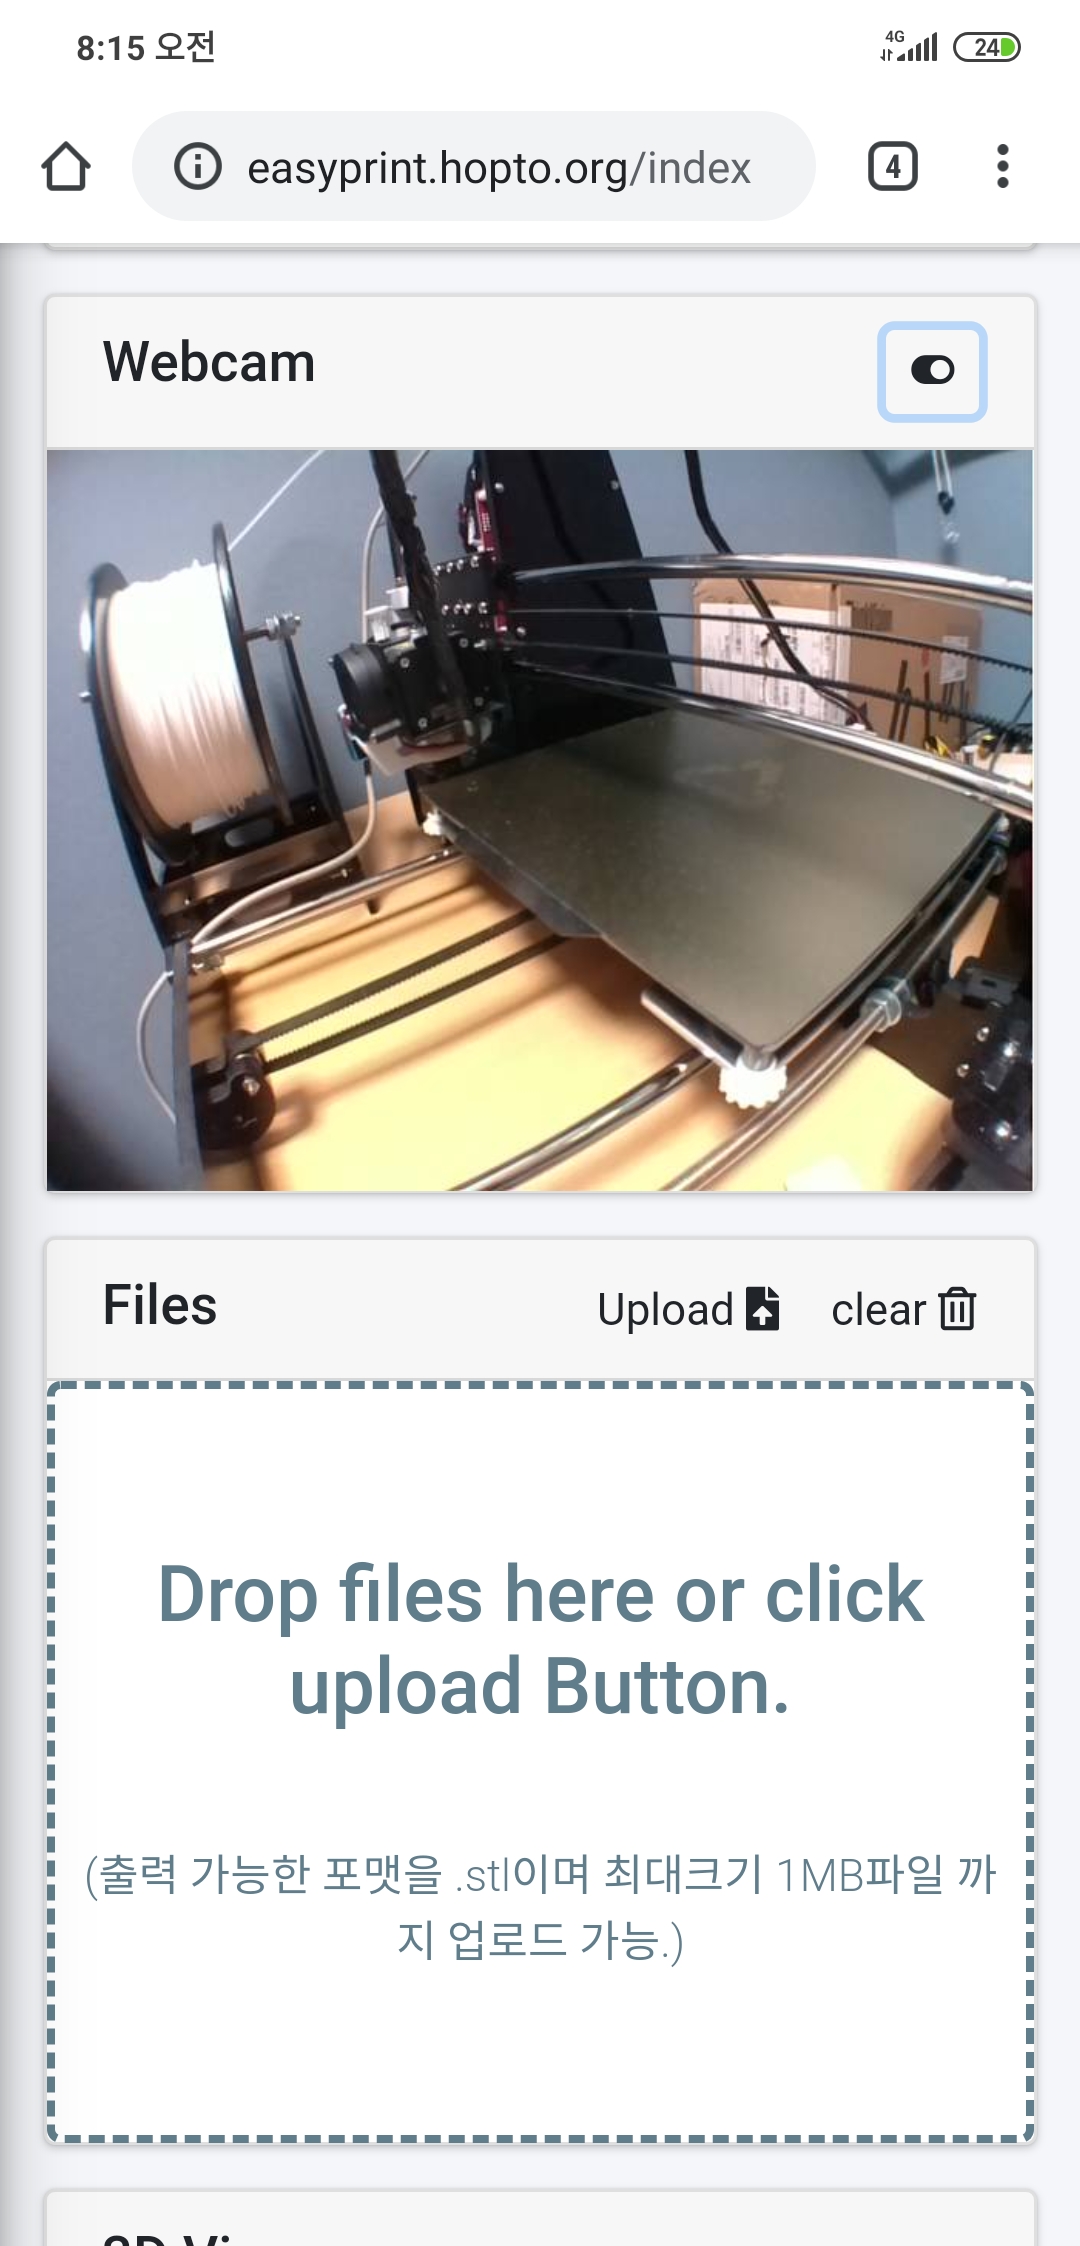 8:15 오전
4G
24
easyprint.hopto.org/index
4
Webcam
Files
Upload
clear
Drop files here or click
upload Button.
(출력 가능한 포맷을 .stl이며 최대크기 1MB파일 까
지 업로드 가능.)